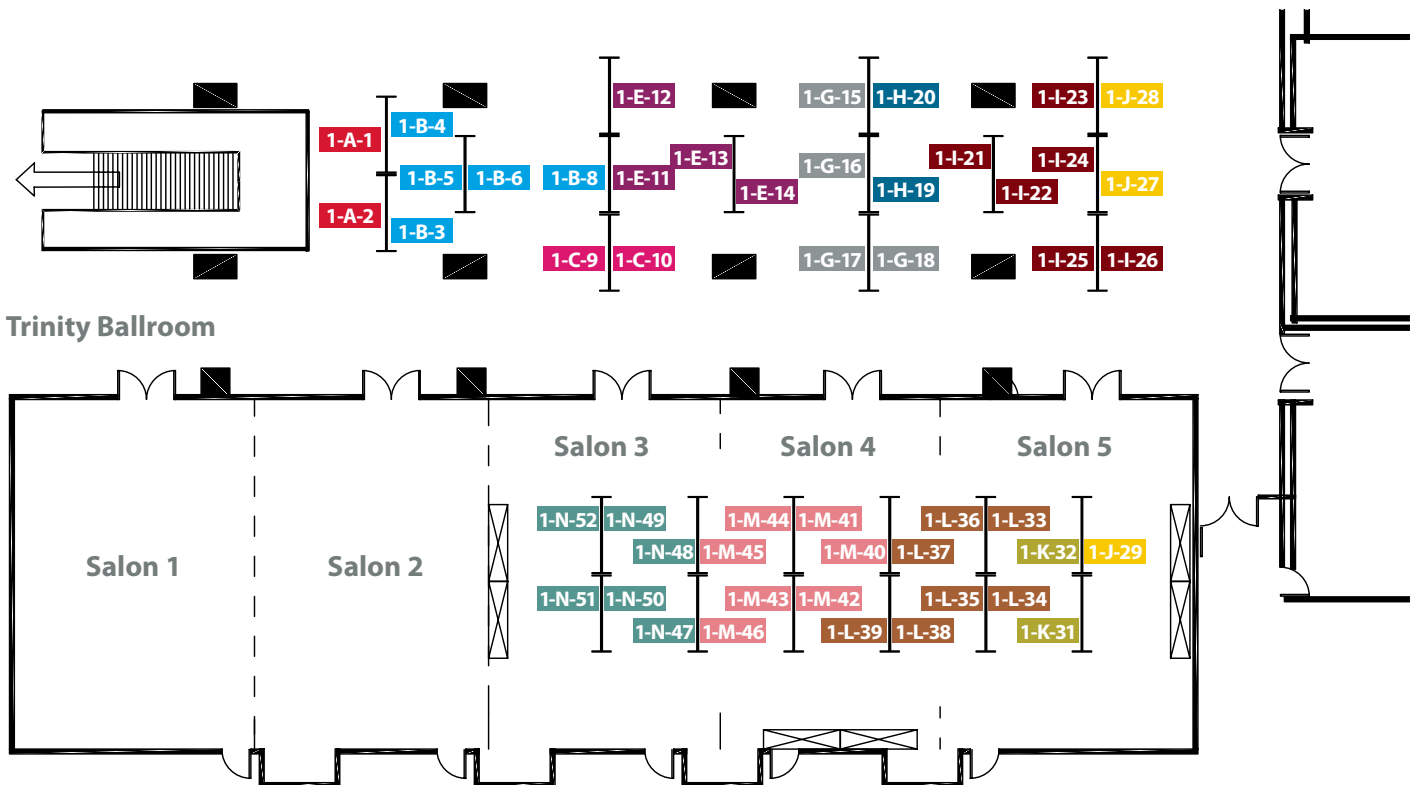 1-E-12
1-G-15 1-H-20
1-I-23 1-J-28
1-B-4
1-A-1
1-E-13
1-G-16
1-I-21
1-I-24
1-B-5 1-B-6
1-B-8 1-E-11
1-E-14
1-H-19
1-I-22
1-J-27
1-A-2
1-B-3
1-C-9 1-C-10
1-G-17 1-G-18
1-I-25 1-I-26
Trinity Ballroom
Salon 3
Salon 4
Salon 5
1-N-52 1-N-49
1-M-44 1-M-41
1-L-36 1-L-33
1-N-48 1-M-45
1-M-40 1-L-37
1-K-32 1-J-29
Salon 1
Salon 2
1-N-51 1-N-50
1-M-43 1-M-42
1-L-35 1-L-34
1-N-47 1-M-46
1-L-39 1-L-38
1-K-31